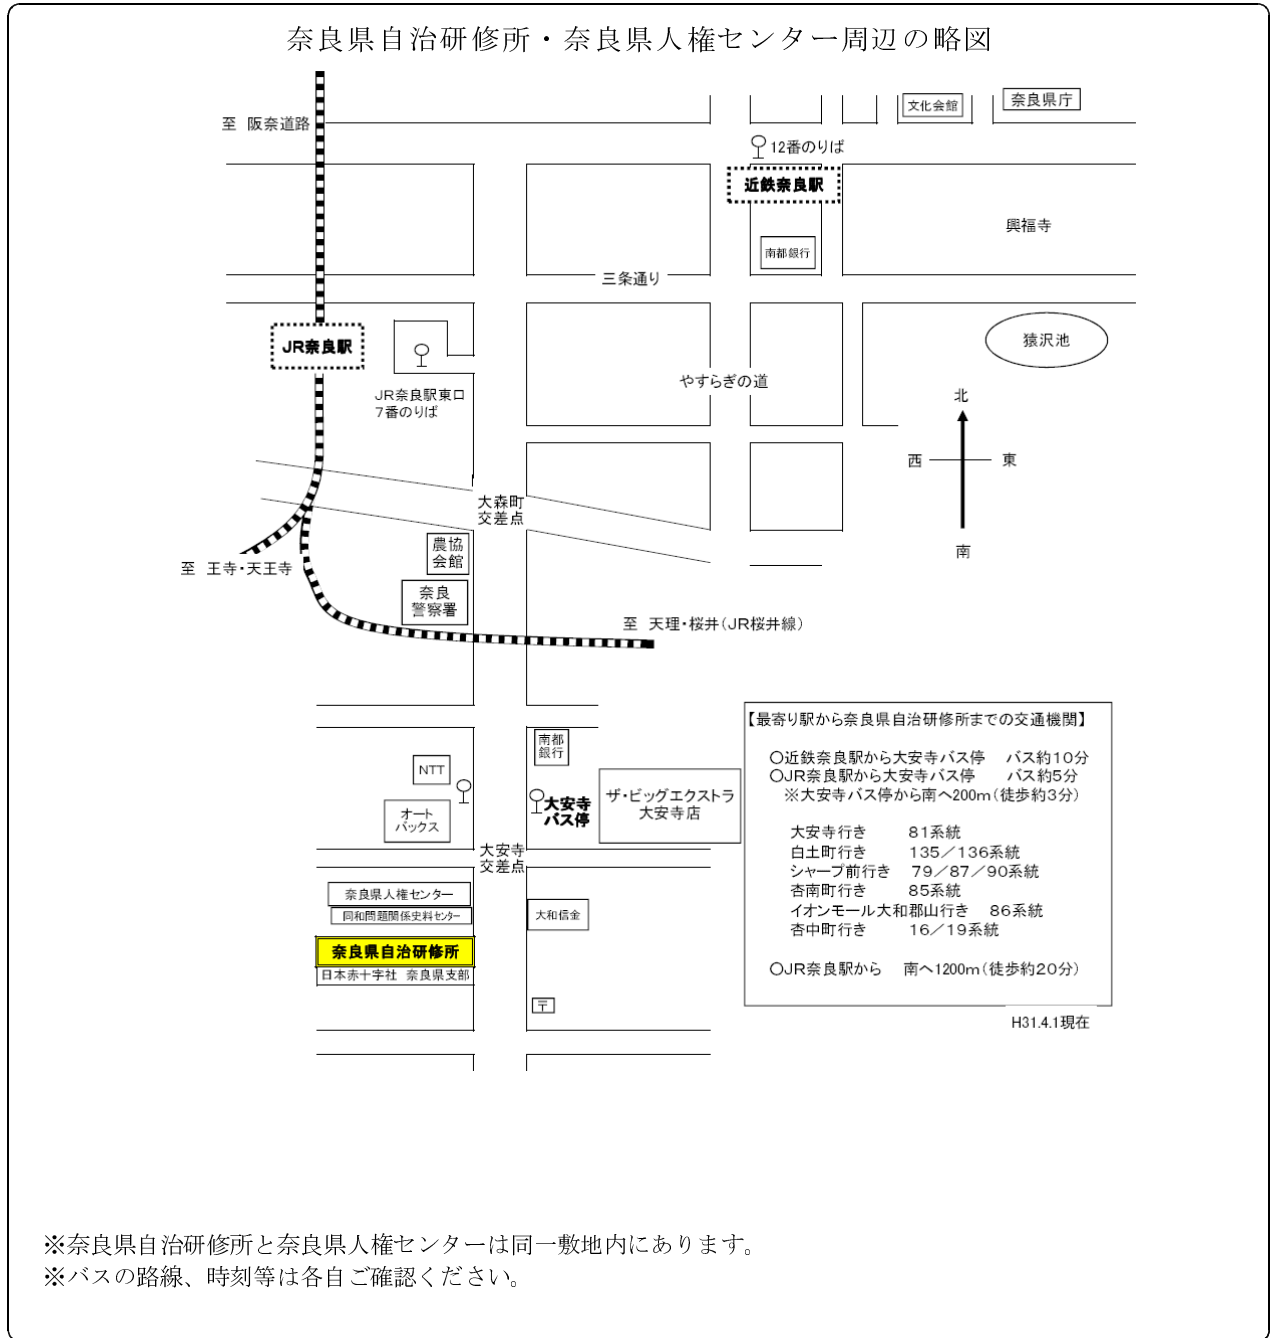 奈良県自治研修所・奈良県人権センター周辺の略図
文化会館
奈良県庁
至 阪奈道路
12番のりば
近鉄奈良駅
興福寺
南都銀行
三条通り
JR奈良駅
猿沢池
やすらぎの道
JR奈良駅東口
7番のりば
北
西
東
南
大森町
交差点
農協
会館
至 王寺・天王寺
奈良
警察署
至 天理・桜井（JR桜井線）
南都
銀行
NTT
大安寺
バス停
オート
バックス
ザ・ビッグエクストラ
大安寺店
大安寺
交差点
奈良県人権センター
同和問題関係史料センター
大和信金
奈良県自治研修所
日本赤十字社 奈良県支部
〒
【最寄り駅から奈良県自治研修所までの交通機関】
○近鉄奈良駅から大安寺バス停 バス約10分
○JR奈良駅から大安寺バス停 バス約5分
※大安寺バス停から南へ200m（徒歩約3分）
大安寺行き 81系統
白土町行き 135／136系統
シャープ前行き 79／87／90系統
杏南町行き 85系統
イオンモール大和郡山行き 86系統
杏中町行き 16／19系統
○JR奈良駅から 南へ1200m（徒歩約20分）
H31.4.1現在
※奈良県自治研修所と奈良県人権センターは同一敷地内にあります。
※バスの路線、時刻等は各自ご確認ください。